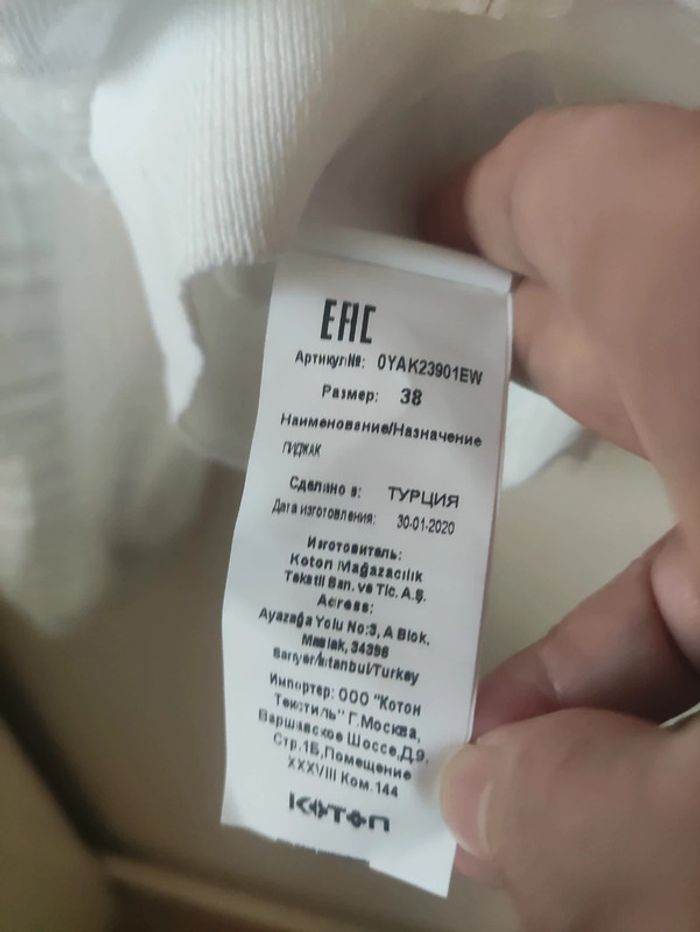 EAC
Артикул№: 0YAK23901EW
Размер: 38
Наименование/Назначение
ПИДЖАК
Сделано в: ТУРЦИЯ
Дата изготовления: 30-01-2020
Изготовитель:
Koton Mağazacılık
Tekstil San. ve Tic. A.Ş.
Adress:
Ayazağa Yolu No:3, A Blok,
Maslak, 34398
Sarıyer/İstanbul/Turkey
Импортер: ООО "Котон
Текстиль" Г.Москва,
Варшавское Шоссе,Д.9.
Стр.1Б,Помещение
XXXVIII Ком.144
KOTON